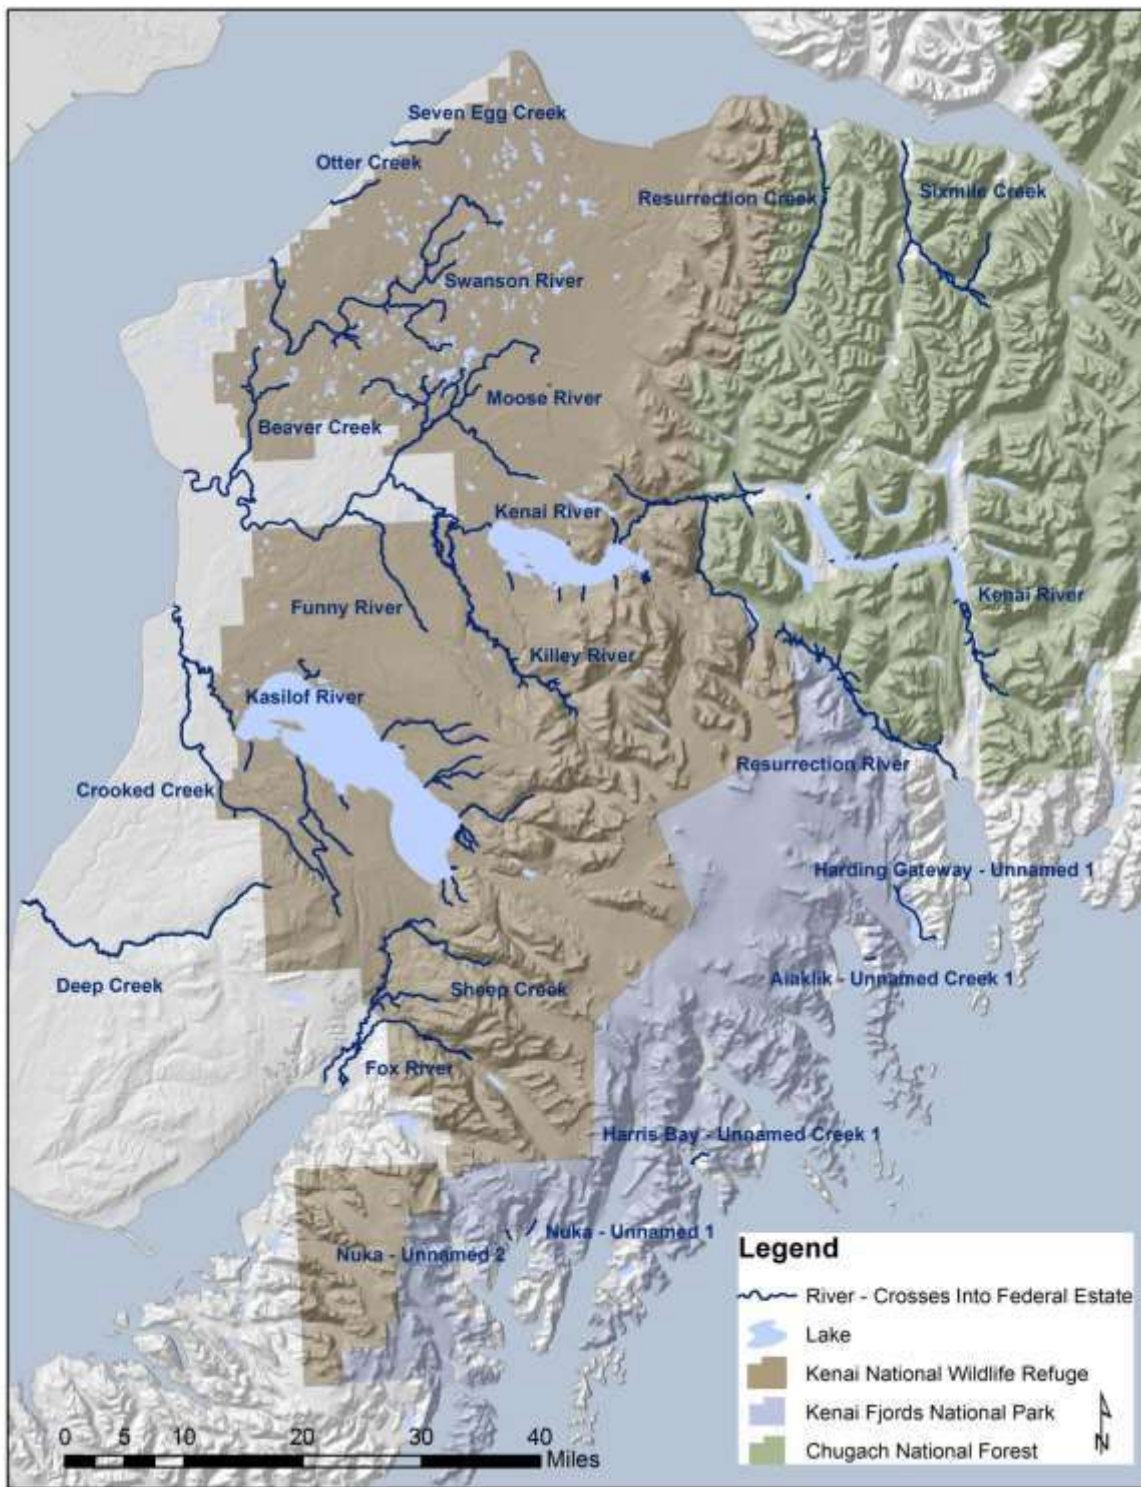 Seven Egg Creek
Otter Creek
Resurrection Creek
Sixmile Creek
Swanson River
Moose River
Beaver Creek
Kenai River
Funny River
Kenai River
Killey River
Kasilof River
Resurrection River
Crooked Creek
Harding Gateway - Unnamed 1
Deep Creek
Sheep Creek
Aialik - Unnamed Creek 1
Fox River
Harris Bay - Unnamed Creek 1
Nuka - Unnamed 1
Nuka - Unnamed 2
Legend
River - Crosses Into Federal Estate
Lake
Kenai National Wildlife Refuge
Kenai Fjords National Park
Chugach National Forest
N
0 5 10 20 30 40
Miles